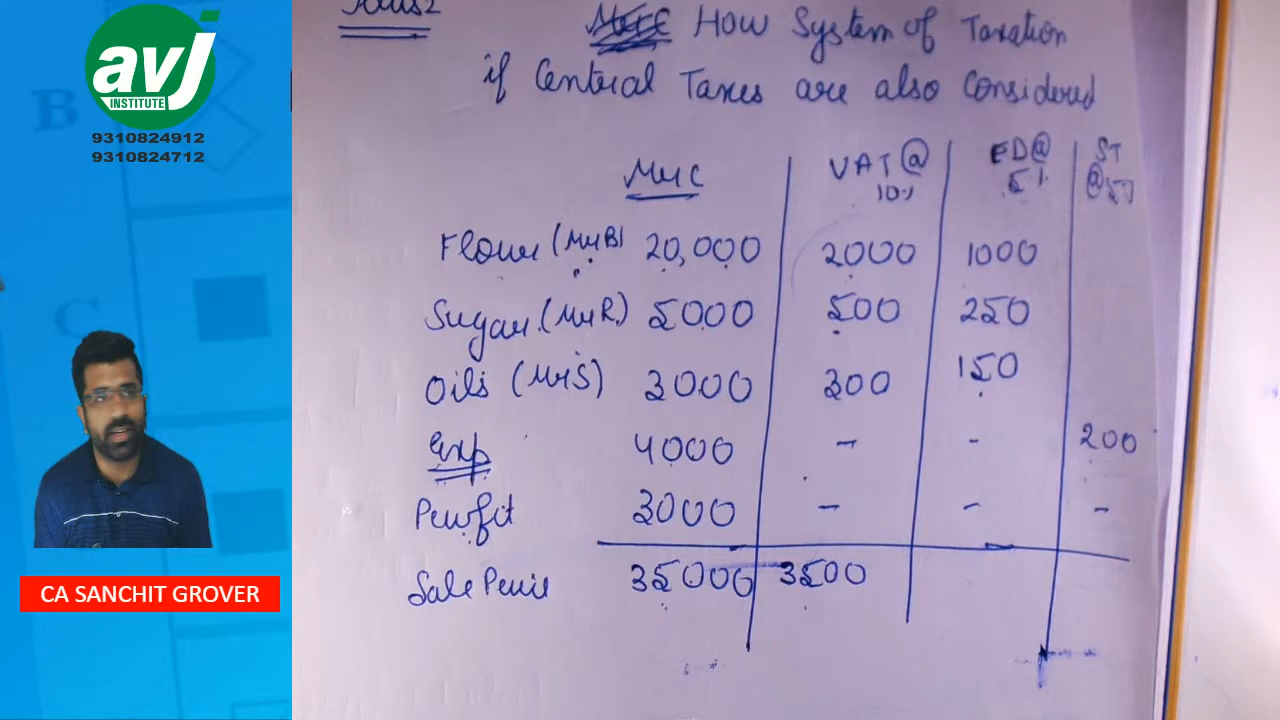 avj
INSTITUTE
9310824912
9310824712
B
C
CA SANCHIT GROVER
How System of Taxation
if Central Taxes are also Considered
Mr C VAT @ 10% ED @ 5% ST @ 5%
Flour (Mr B) 20,000 2000 1000
Sugar (Mr R) 5000 500 250
Oils (Mr S) 3000 300 150
Exp 4000 - - 200
Profit 3000 - - -
Sale Price 35000 3500